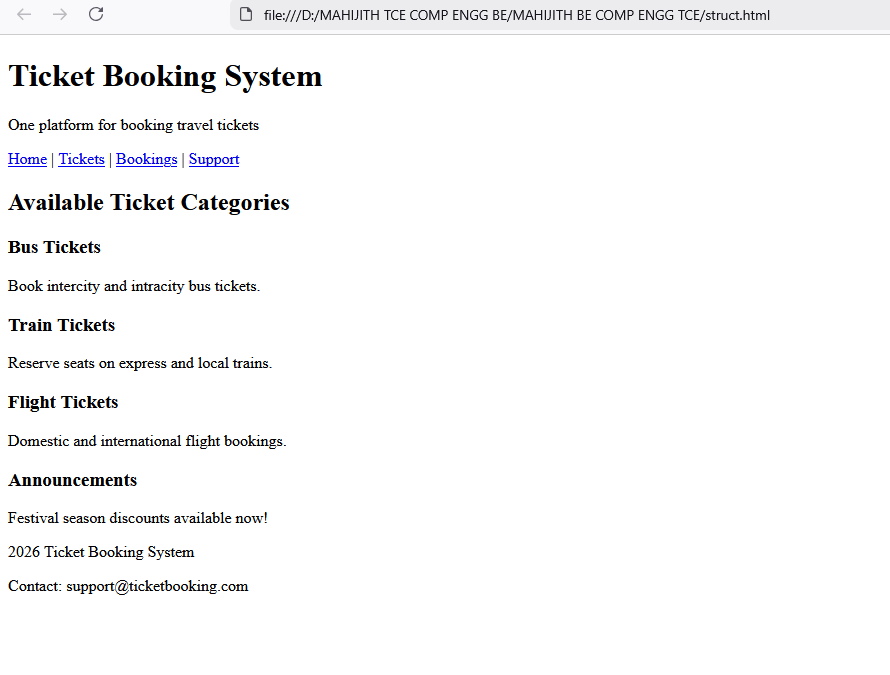 file:///D:/MAHIJITH TCE COMP ENGG BE/MAHIJITH BE COMP ENGG TCE/struct.html
Ticket Booking System
One platform for booking travel tickets
Home | Tickets | Bookings | Support
Available Ticket Categories
Bus Tickets
Book intercity and intracity bus tickets.
Train Tickets
Reserve seats on express and local trains.
Flight Tickets
Domestic and international flight bookings.
Announcements
Festival season discounts available now!
2026 Ticket Booking System
Contact: support@ticketbooking.com